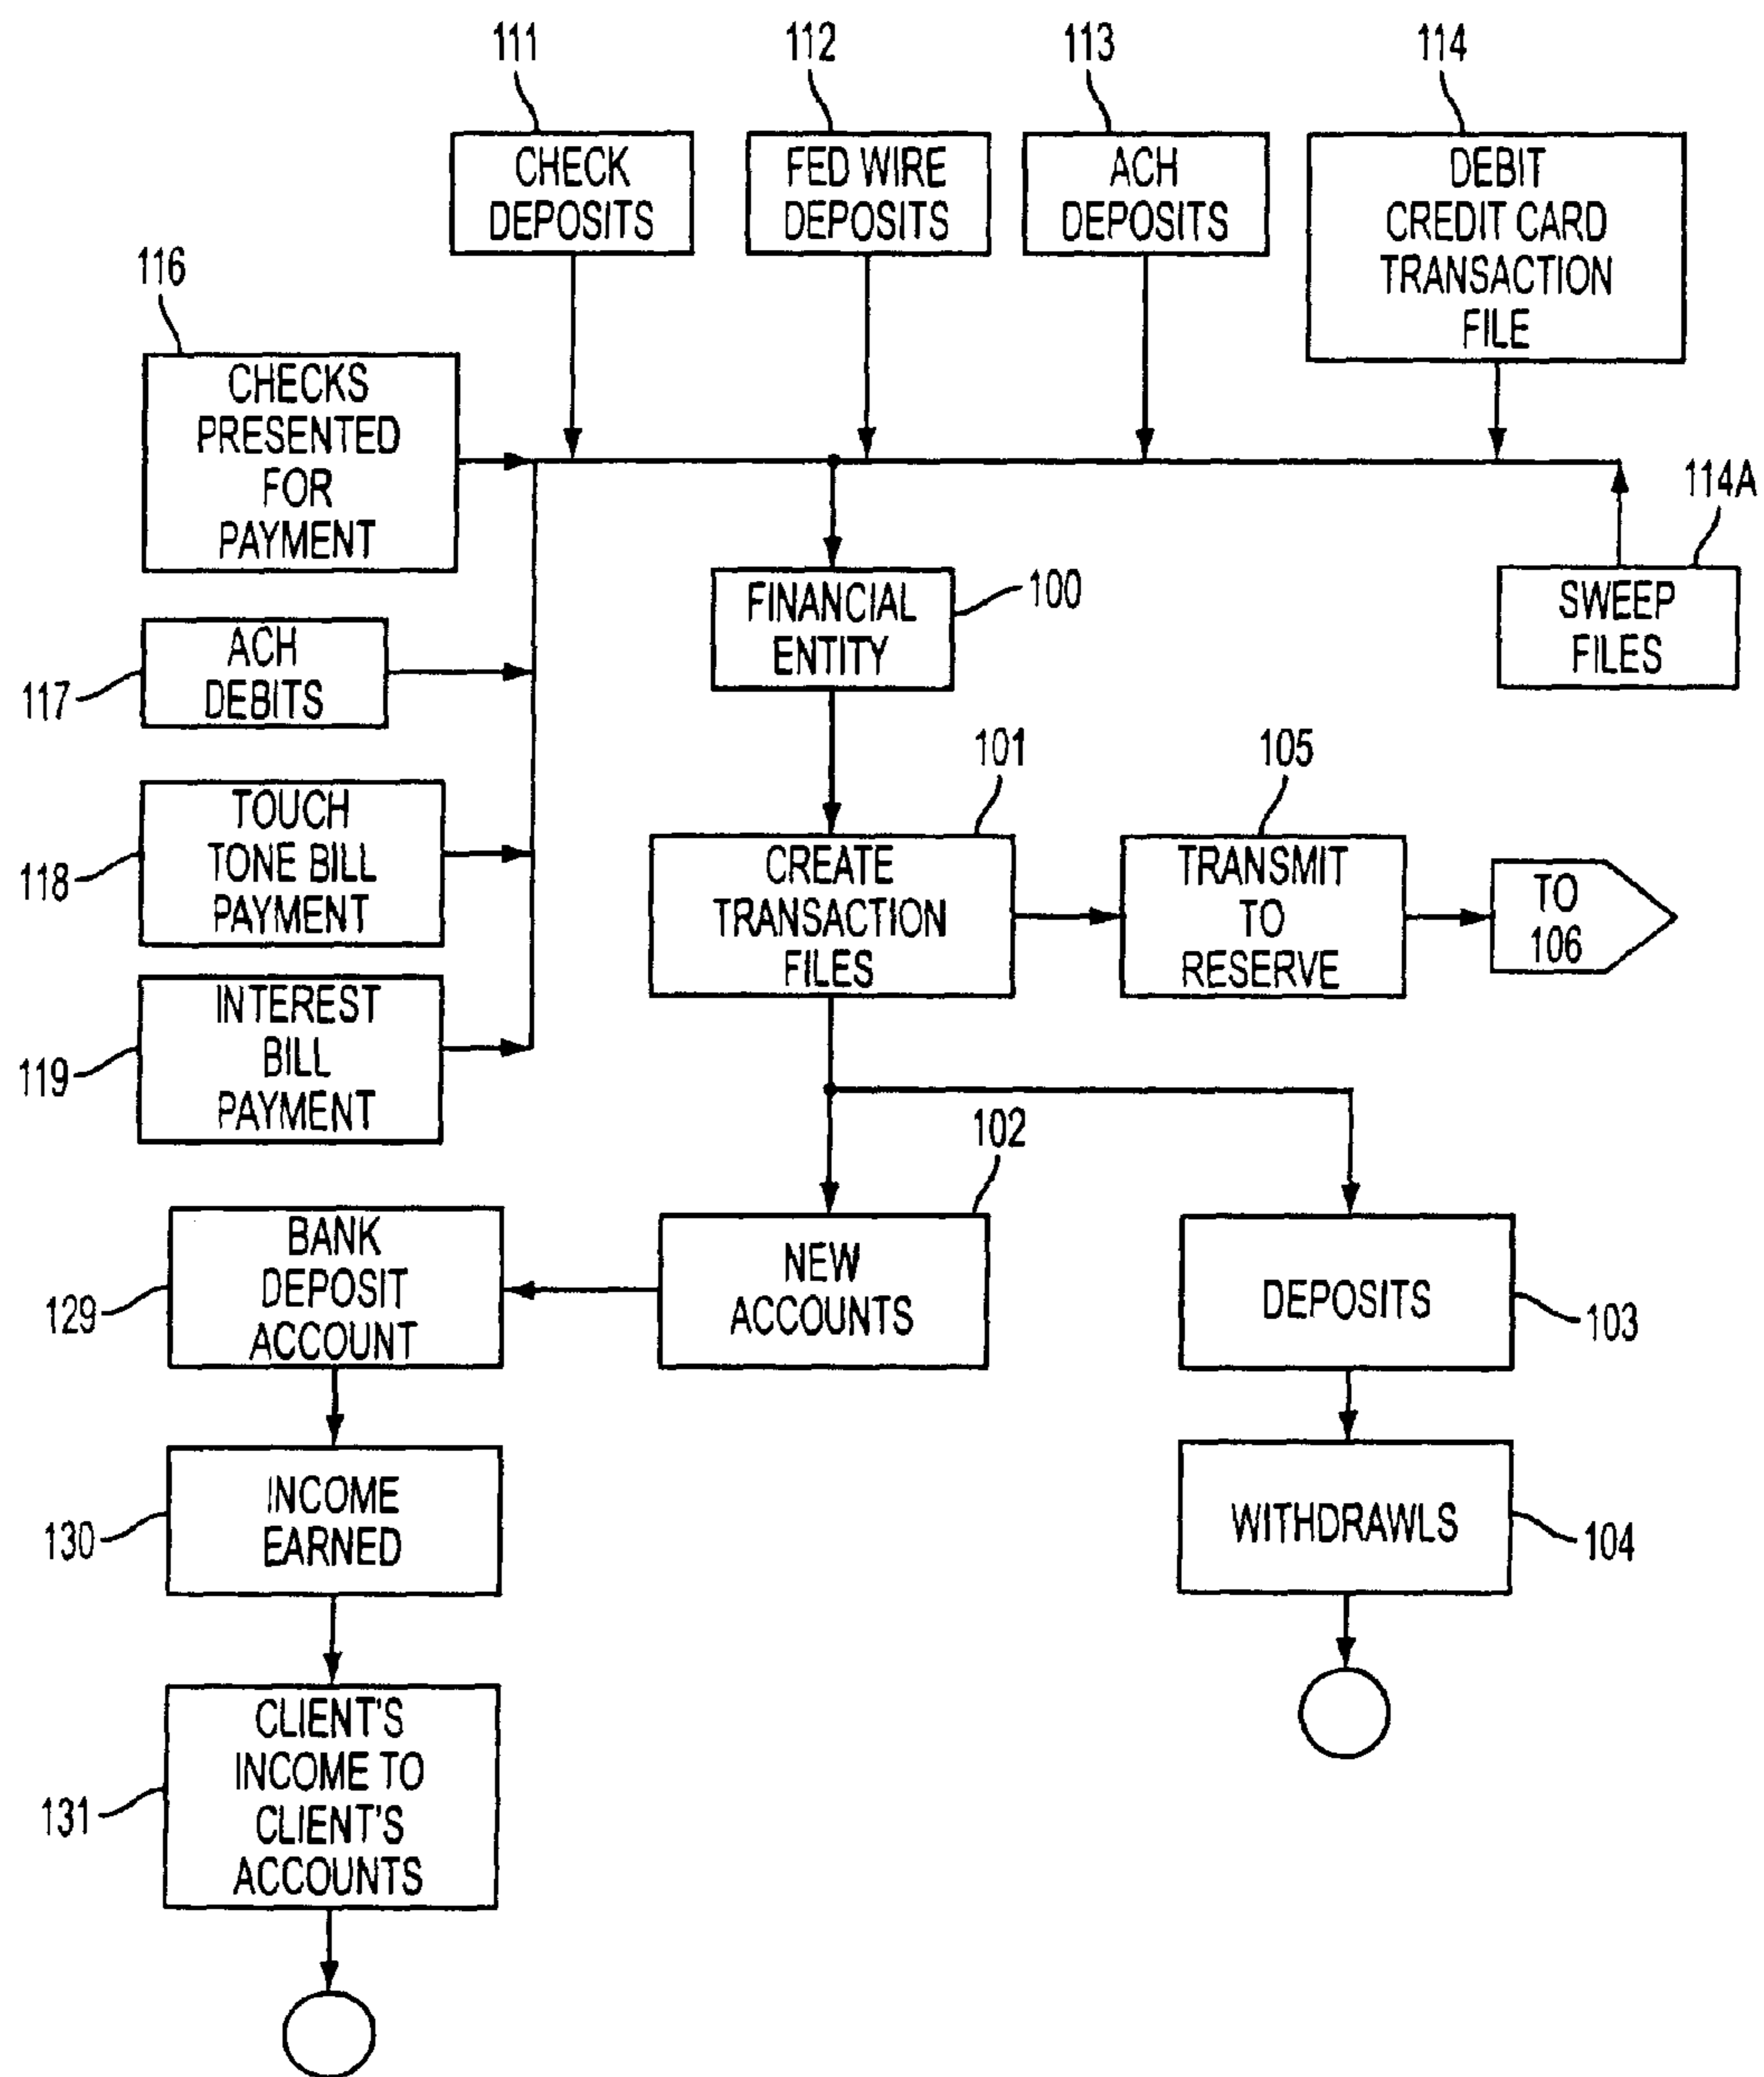 111
112
113
114
CHECK
DEPOSITS
FED WIRE
DEPOSITS
ACH
DEPOSITS
DEBIT
CREDIT CARD
TRANSACTION
FILE
116
CHECKS
PRESENTED
FOR
PAYMENT
114A
SWEEP
FILES
FINANCIAL
ENTITY
100
ACH
DEBITS
117
101
105
TOUCH
TONE BILL
PAYMENT
118
CREATE
TRANSACTION
FILES
TRANSMIT
TO
RESERVE
TO
106
INTEREST
BILL
PAYMENT
119
102
BANK
DEPOSIT
ACCOUNT
129
NEW
ACCOUNTS
DEPOSITS
103
INCOME
EARNED
130
WITHDRAWLS
104
CLIENT'S
INCOME TO
CLIENT'S
ACCOUNTS
131